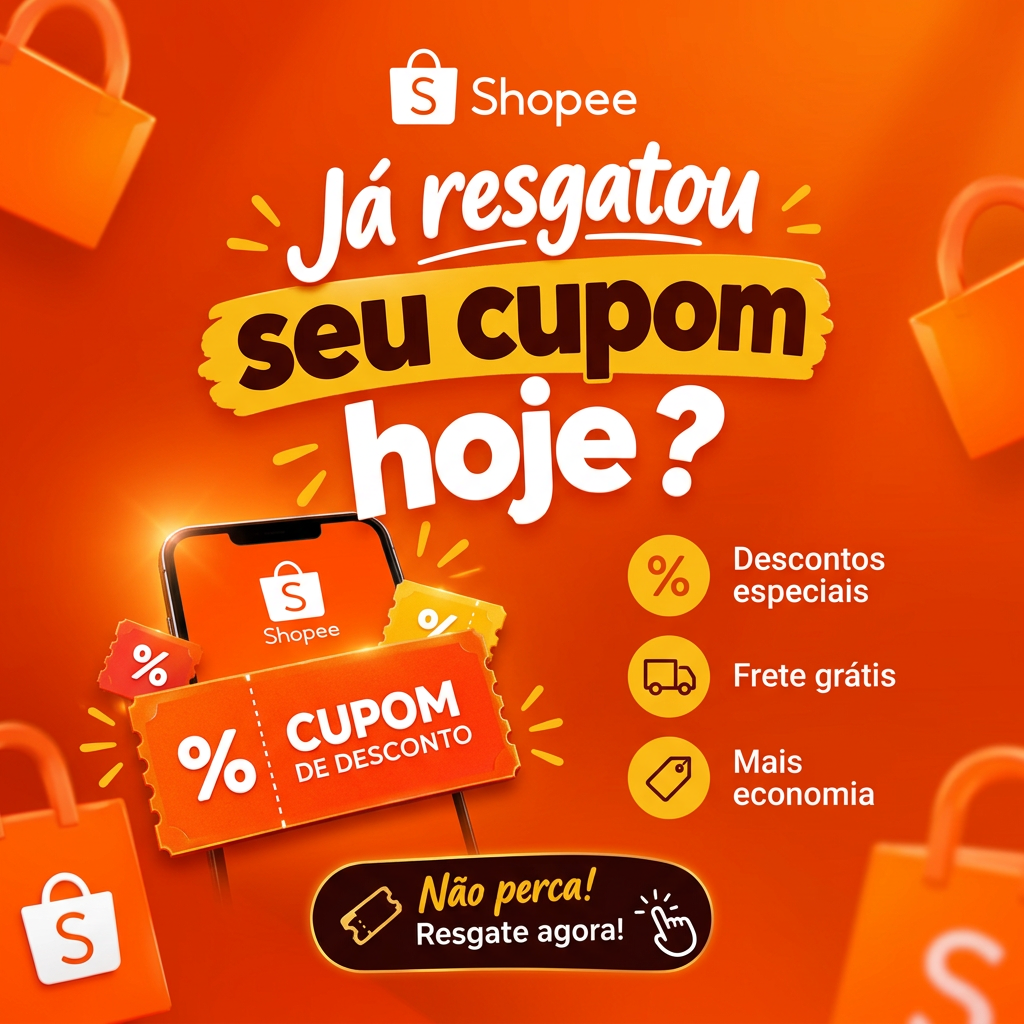 S Shopee
Já resgatou
seu cupom
hoje?
S
Shopee
%
%
%
CUPOM
DE DESCONTO
%
Descontos
especiais
Frete grátis
Mais
economia
Não perca!
Resgate agora!
S
S